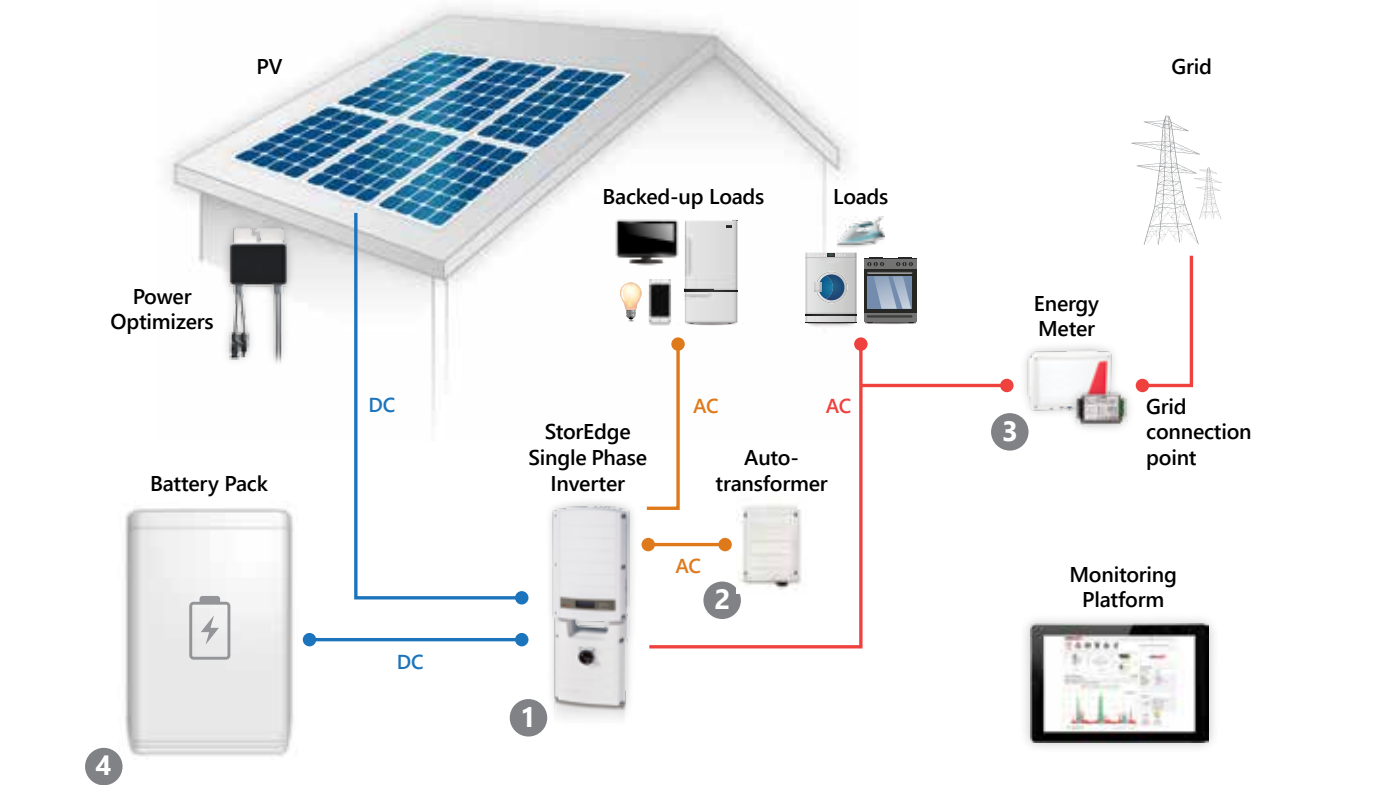 PV
Grid
Backed-up Loads
Loads
Power
Optimizers
Energy
Meter
DC
AC
AC
Grid
connection
point
3
StorEdge
Single Phase
Inverter
Auto-
transformer
Battery Pack
AC
2
Monitoring
Platform
DC
1
4